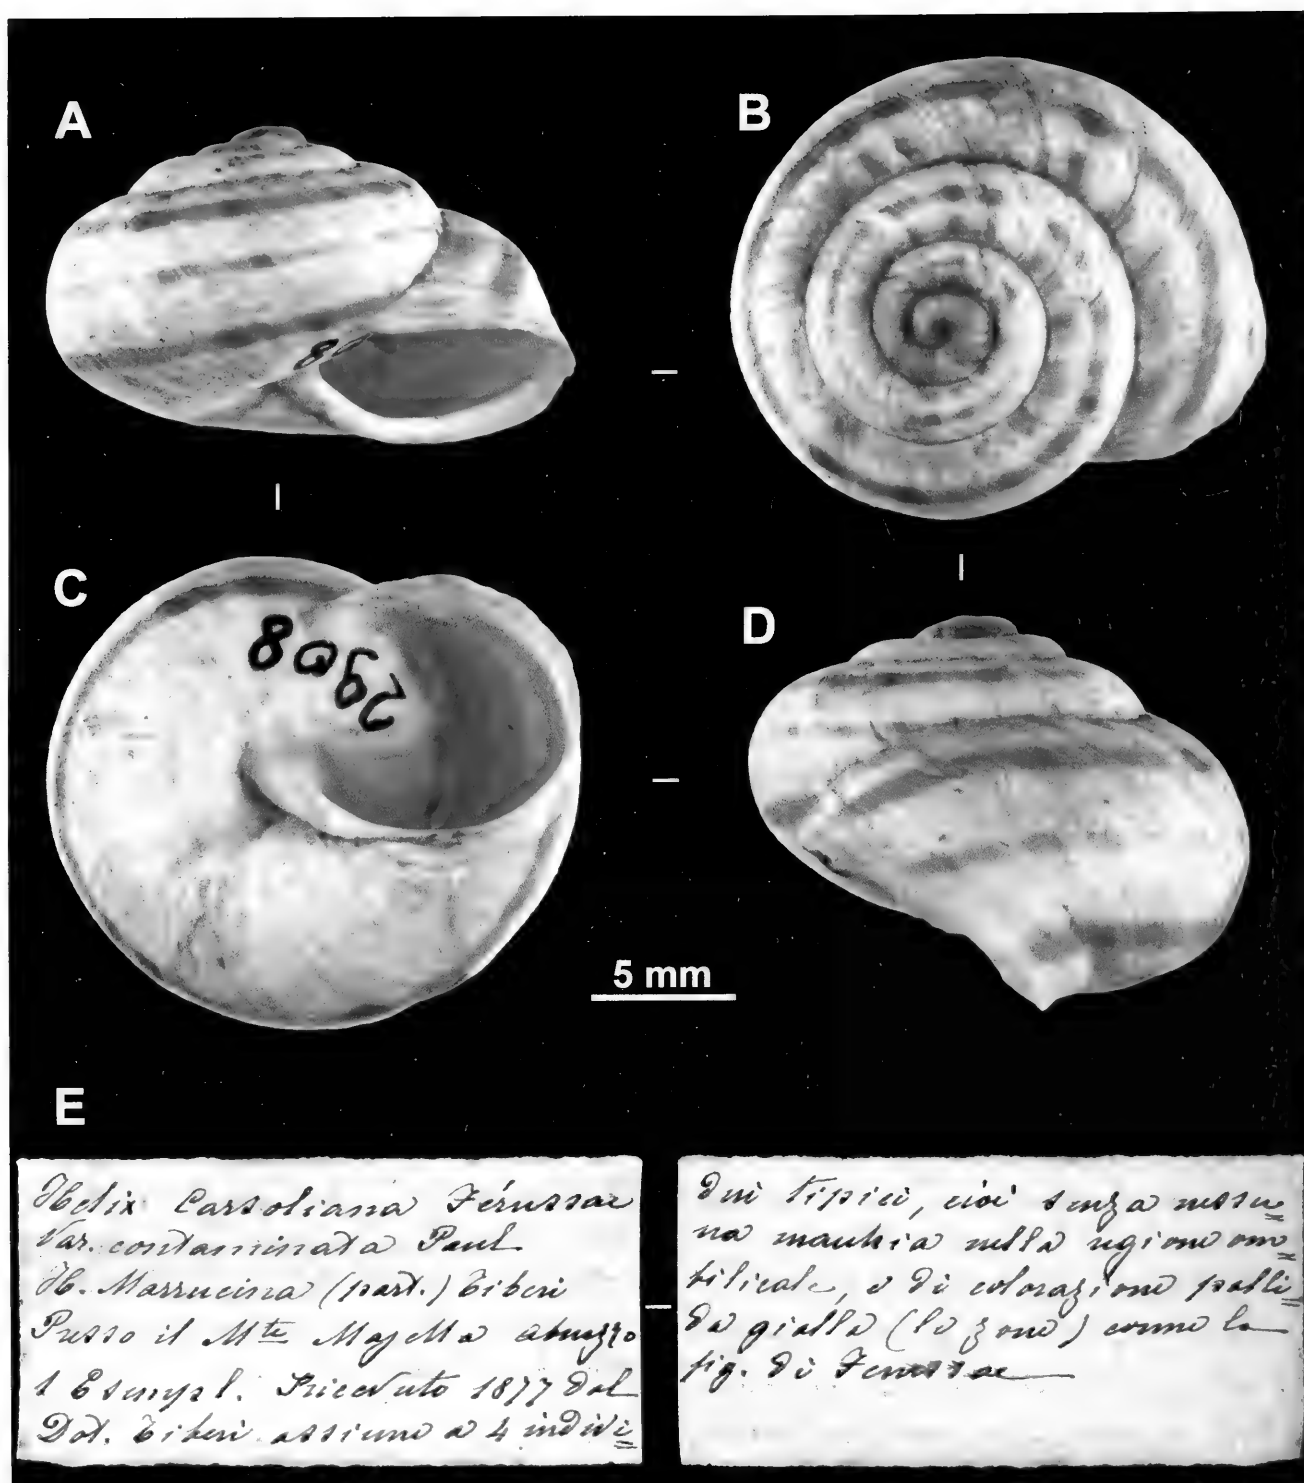 A
B
80
C
2908
D
5 mm
E
Helix Carsoliana Férussac
Var. contaminata Paul.
H. Marrucina (part.) Tiberi
Presso il Mte Majella Abruzzo
1 Esempl. Ricevuto 1877 dal
Dot. Tiberi assieme a 4 indivi=
dui tipici, cioè senza nessu=
na macchia nella regione om=
bilicale, e di colorazione palli=
da gialla (le zone) come la
fig. di Ferussac